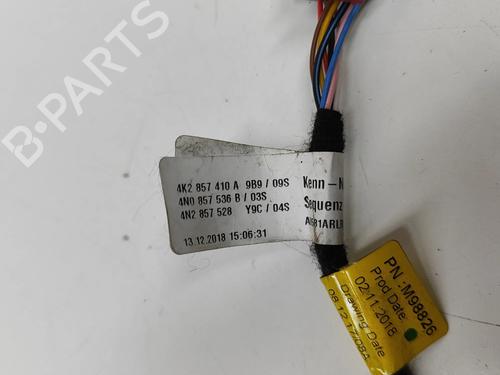 B-PARTS
4K2 857 410 A 9B9 / 09S
4N0 857 536 B / 03S
4N2 857 528 Y9C / 04S
13.12.2018 15:06:31
Kenn-N
Sequenz
PN:M98826
Prod Date:
02.11.2018
Drawing Date